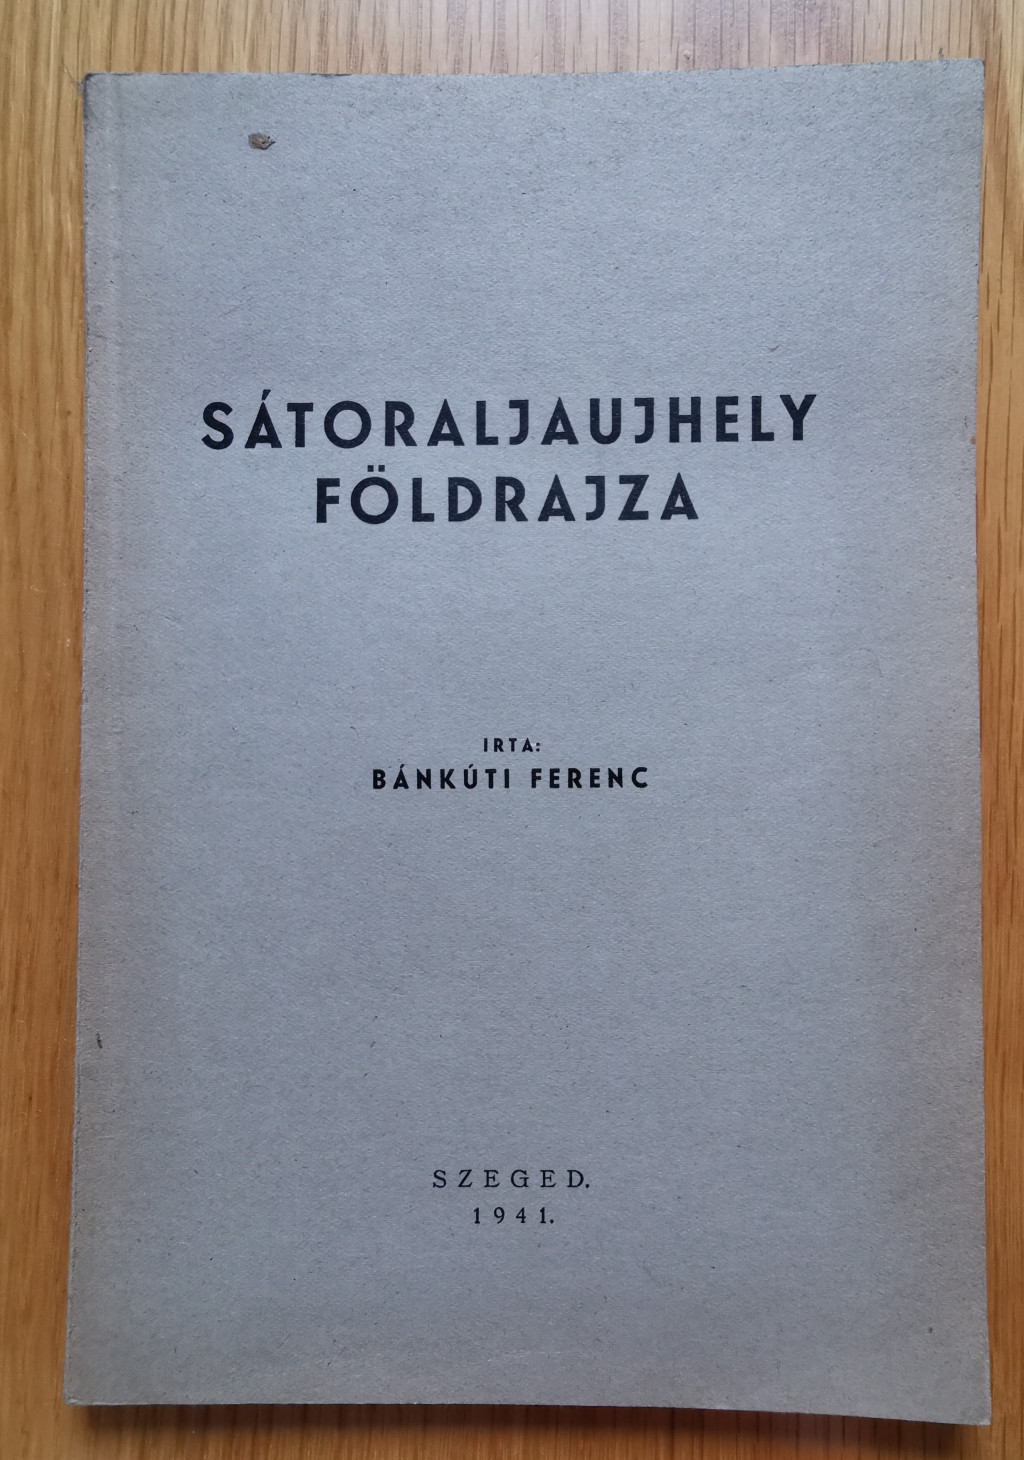 SÁTORALJAUJHELY
FÖLDRAJZA
IRTA:
BÁNKÚTI FERENC
SZEGED.
1941.